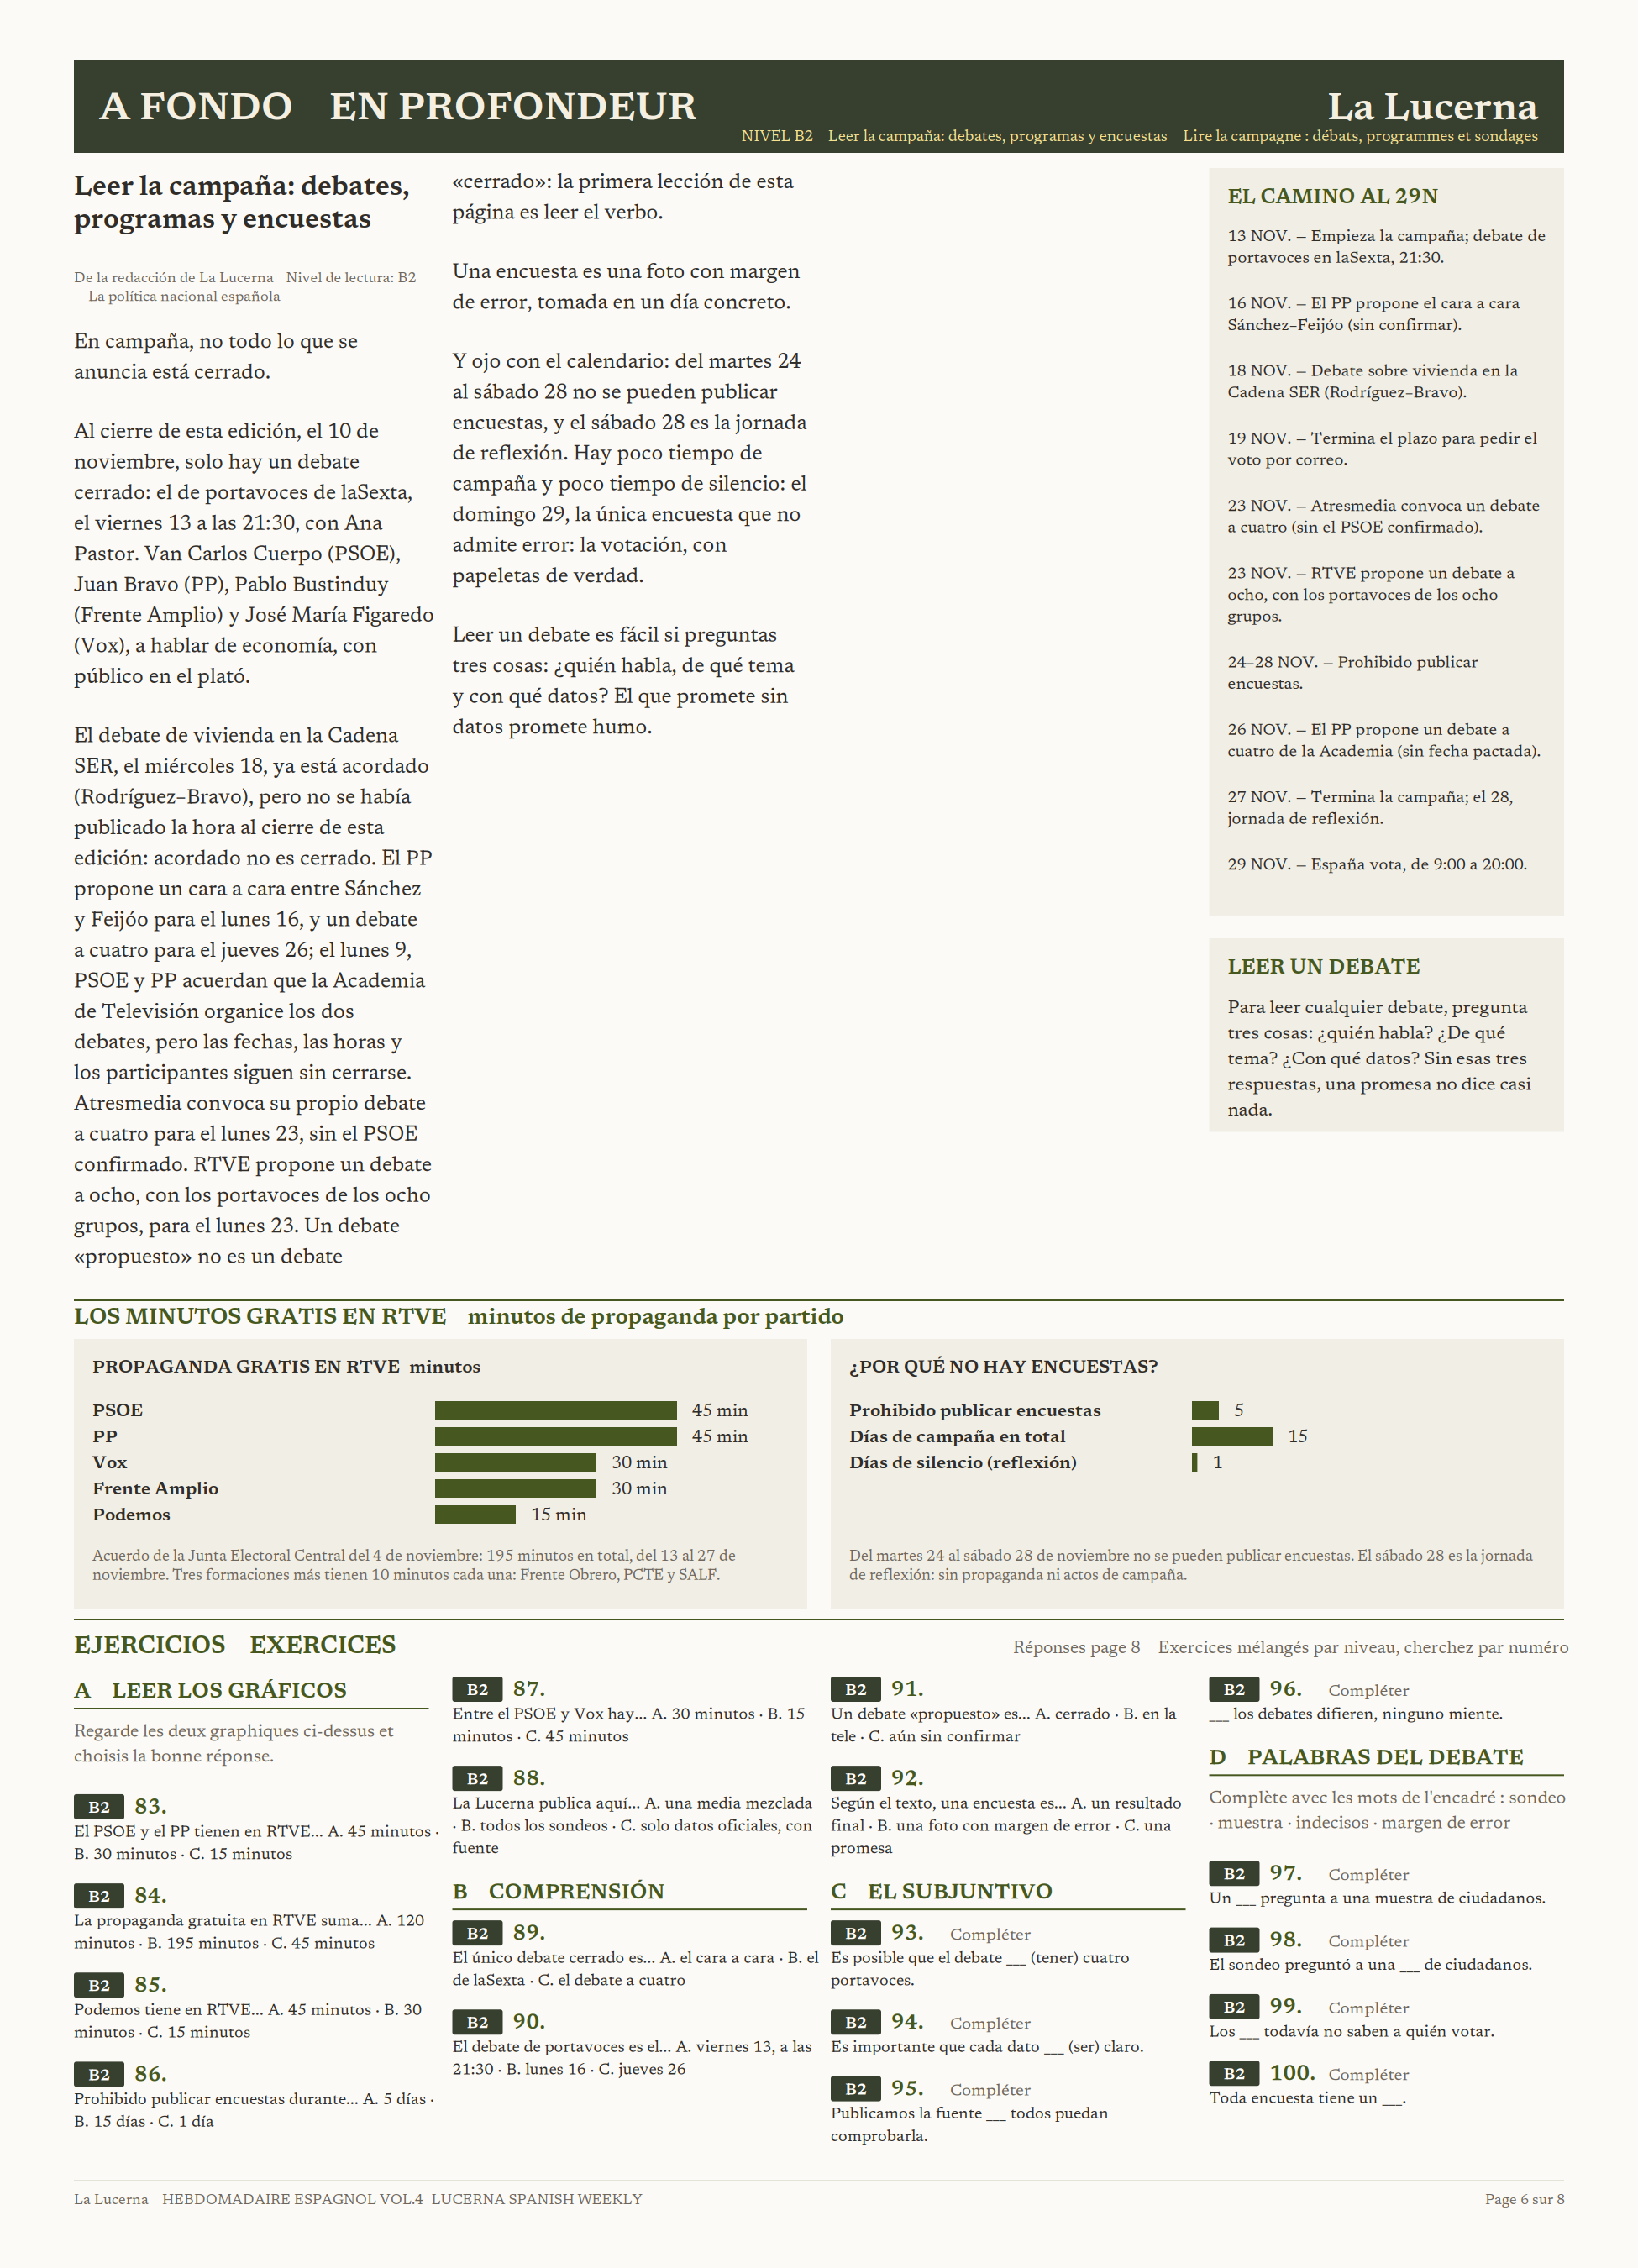 A FONDO EN PROFONDEUR
La Lucerna
NIVEL B2 Leer la campaña: debates, programas y encuestas Lire la campagne : débats, programmes et sondages
Leer la campaña: debates,
programas y encuestas
De la redacción de La Lucerna Nivel de lectura: B2
La política nacional española
En campaña, no todo lo que se
anuncia está cerrado.
Al cierre de esta edición, el 10 de
noviembre, solo hay un debate
cerrado: el de portavoces de laSexta,
el viernes 13 a las 21:30, con Ana
Pastor. Van Carlos Cuerpo (PSOE),
Juan Bravo (PP), Pablo Bustinduy
(Frente Amplio) y José María Figaredo
(Vox), a hablar de economía, con
público en el plató.
El debate de vivienda en la Cadena
SER, el miércoles 18, ya está acordado
(Rodríguez–Bravo), pero no se había
publicado la hora al cierre de esta
edición: acordado no es cerrado. El PP
propone un cara a cara entre Sánchez
y Feijóo para el lunes 16, y un debate
a cuatro para el jueves 26; el lunes 9,
PSOE y PP acuerdan que la Academia
de Televisión organice los dos
debates, pero las fechas, las horas y
los participantes siguen sin cerrarse.
Atresmedia convoca su propio debate
a cuatro para el lunes 23, sin el PSOE
confirmado. RTVE propone un debate
a ocho, con los portavoces de los ocho
grupos, para el lunes 23. Un debate
«propuesto» no es un debate
«cerrado»: la primera lección de esta
página es leer el verbo.
Una encuesta es una foto con margen
de error, tomada en un día concreto.
Y ojo con el calendario: del martes 24
al sábado 28 no se pueden publicar
encuestas, y el sábado 28 es la jornada
de reflexión. Hay poco tiempo de
campaña y poco tiempo de silencio: el
domingo 29, la única encuesta que no
admite error: la votación, con
papeletas de verdad.
Leer un debate es fácil si preguntas
tres cosas: ¿quién habla, de qué tema
y con qué datos? El que promete sin
datos promete humo.
EL CAMINO AL 29N
13 NOV. – Empieza la campaña; debate de
portavoces en laSexta, 21:30.
16 NOV. – El PP propone el cara a cara
Sánchez–Feijóo (sin confirmar).
18 NOV. – Debate sobre vivienda en la
Cadena SER (Rodríguez–Bravo).
19 NOV. – Termina el plazo para pedir el
voto por correo.
23 NOV. – Atresmedia convoca un debate
a cuatro (sin el PSOE confirmado).
23 NOV. – RTVE propone un debate a
ocho, con los portavoces de los ocho
grupos.
24–28 NOV. – Prohibido publicar
encuestas.
26 NOV. – El PP propone un debate a
cuatro de la Academia (sin fecha pactada).
27 NOV. – Termina la campaña; el 28,
jornada de reflexión.
29 NOV. – España vota, de 9:00 a 20:00.
LEER UN DEBATE
Para leer cualquier debate, pregunta
tres cosas: ¿quién habla? ¿De qué
tema? ¿Con qué datos? Sin esas tres
respuestas, una promesa no dice casi
nada.
LOS MINUTOS GRATIS EN RTVE minutos de propaganda por partido
PROPAGANDA GRATIS EN RTVE minutos
PSOE 45 min
PP 45 min
Vox 30 min
Frente Amplio 30 min
Podemos 15 min
Acuerdo de la Junta Electoral Central del 4 de noviembre: 195 minutos en total, del 13 al 27 de
noviembre. Tres formaciones más tienen 10 minutos cada una: Frente Obrero, PCTE y SALF.
¿POR QUÉ NO HAY ENCUESTAS?
Prohibido publicar encuestas 5
Días de campaña en total 15
Días de silencio (reflexión) 1
Del martes 24 al sábado 28 de noviembre no se pueden publicar encuestas. El sábado 28 es la jornada
de reflexión: sin propaganda ni actos de campaña.
EJERCICIOS EXERCICES
Réponses page 8 Exercices mélangés par niveau, cherchez par numéro
A LEER LOS GRÁFICOS
Regarde les deux graphiques ci-dessus et
choisis la bonne réponse.
B2 83.
El PSOE y el PP tienen en RTVE... A. 45 minutos ·
B. 30 minutos · C. 15 minutos
B2 84.
La propaganda gratuita en RTVE suma... A. 120
minutos · B. 195 minutos · C. 45 minutos
B2 85.
Podemos tiene en RTVE... A. 45 minutos · B. 30
minutos · C. 15 minutos
B2 86.
Prohibido publicar encuestas durante... A. 5 días ·
B. 15 días · C. 1 día
B2 87.
Entre el PSOE y Vox hay... A. 30 minutos · B. 15
minutos · C. 45 minutos
B2 88.
La Lucerna publica aquí... A. una media mezclada
· B. todos los sondeos · C. solo datos oficiales, con
fuente
B COMPRENSIÓN
B2 89.
El único debate cerrado es... A. el cara a cara · B. el
de laSexta · C. el debate a cuatro
B2 90.
El debate de portavoces es el... A. viernes 13, a las
21:30 · B. lunes 16 · C. jueves 26
B2 91.
Un debate «propuesto» es... A. cerrado · B. en la
tele · C. aún sin confirmar
B2 92.
Según el texto, una encuesta es... A. un resultado
final · B. una foto con margen de error · C. una
promesa
C EL SUBJUNTIVO
B2 93. Compléter
Es posible que el debate ___ (tener) cuatro
portavoces.
B2 94. Compléter
Es importante que cada dato ___ (ser) claro.
B2 95. Compléter
Publicamos la fuente ___ todos puedan
comprobarla.
B2 96. Compléter
___ los debates difieren, ninguno miente.
D PALABRAS DEL DEBATE
Complète avec les mots de l'encadré : sondeo
· muestra · indecisos · margen de error
B2 97. Compléter
Un ___ pregunta a una muestra de ciudadanos.
B2 98. Compléter
El sondeo preguntó a una ___ de ciudadanos.
B2 99. Compléter
Los ___ todavía no saben a quién votar.
B2 100. Compléter
Toda encuesta tiene un ___.
La Lucerna HEBDOMADAIRE ESPAGNOL VOL.4 LUCERNA SPANISH WEEKLY
Page 6 sur 8